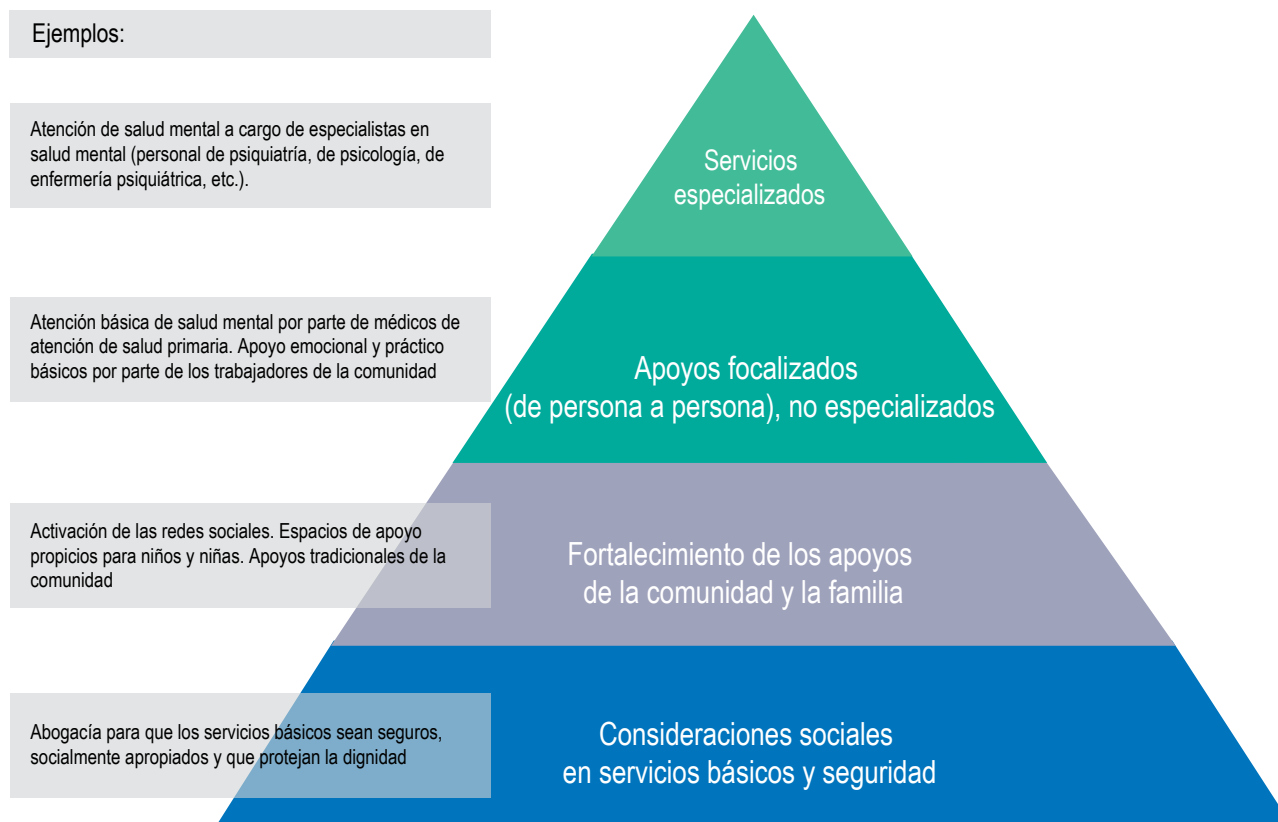 Ejemplos:
Atención de salud mental a cargo de especialistas en
salud mental (personal de psiquiatría, de psicología, de
enfermería psiquiátrica, etc.).
Servicios
especializados
Atención básica de salud mental por parte de médicos de
atención de salud primaria. Apoyo emocional y práctico
básicos por parte de los trabajadores de la comunidad
Apoyos focalizados
(de persona a persona), no especializados
Activación de las redes sociales. Espacios de apoyo
propicios para niños y niñas. Apoyos tradicionales de la
comunidad
Fortalecimiento de los apoyos
de la comunidad y la familia
Abogacía para que los servicios básicos sean seguros,
socialmente apropiados y que protejan la dignidad
Consideraciones sociales
en servicios básicos y seguridad